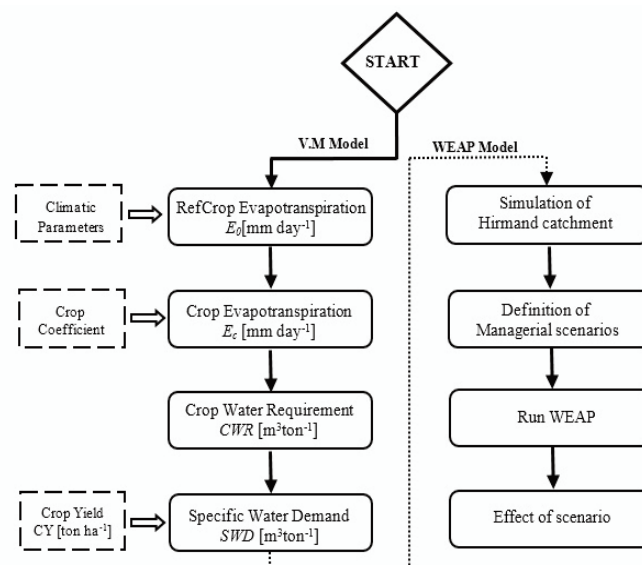 START
V.M Model
WEAP Model
Climatic
Parameters
RefCrop Evapotranspiration
E₀[mm day⁻¹]
Simulation of
Hirmand catchment
Crop
Coefficient
Crop Evapotranspiration
E꜀ [mm day⁻¹]
Definition of
Managerial scenarios
Crop Water Requirement
CWR [m³ton⁻¹]
Run WEAP
Crop Yield
CY [ton ha⁻¹]
Specific Water Demand
SWD [m³ton⁻¹]
Effect of scenario